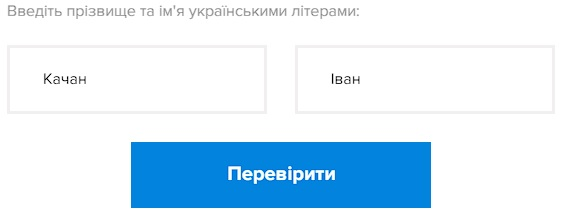 Введіть прізвище та ім'я українськими літерами:
Качан Іван
Перевірити